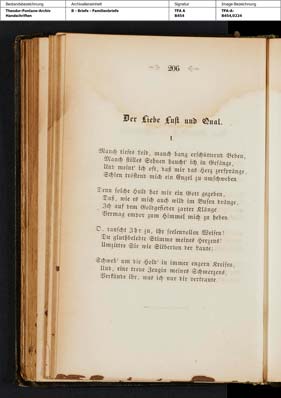 Bestandsbezeichnung Archivalieneinheit Signatur Image-Bezeichnung
Theodor-Fontane-Archiv B - Briefe - Familienbriefe TFA A TFA-A-
Handschriften B454 B454,0224
206
Der Liebe Lust und Qual.
1
Manch tiefes Leid, manch bang erschütternd Beben,
Manch stilles Sehnen haucht' ich in Gesänge,
Und meint' ich oft, daß mir das Herz zerspränge,
Schien tröstend mich ein Engel zu umschweben.
Denn solche Huld hat mir ein Gott gegeben,
Daß, wie es mich auch wild im Busen dränge,
Ich auf dem Goldgefieder zarter Klänge
Vermag empor zum Himmel mich zu heben.
O, rauscht Ihr zu, ihr seelenvollen Weisen!
Du gluthbeseelte Stimme meines Herzens!
Umzittre Sie wie Silberton der Laute;
Schweb' um die Hold' in immer engern Kreisen,
Und, eine treue Zeugin meines Schmerzens,
Verkünde ihr, was ich nur dir vertraute.